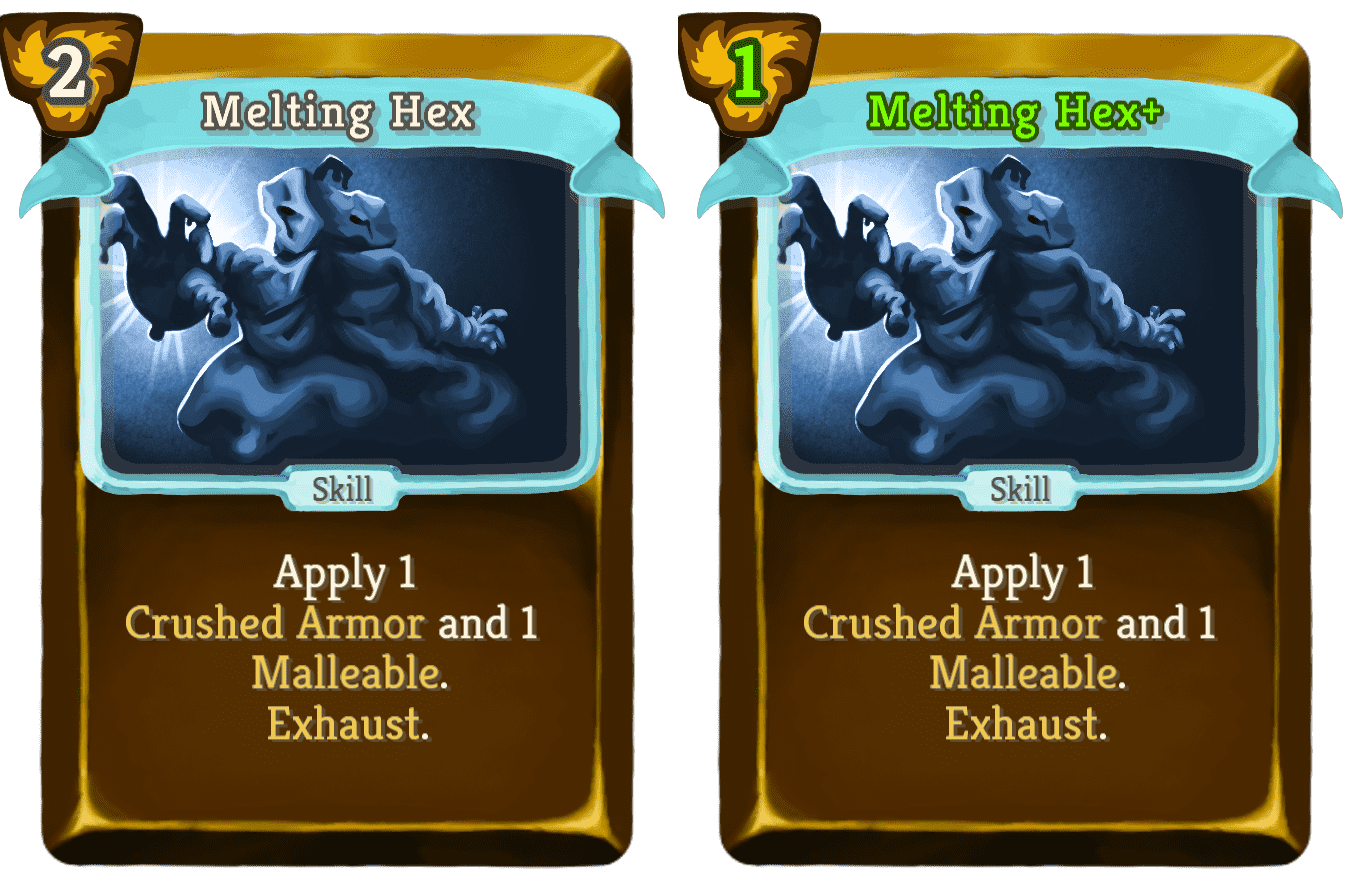 2
Melting Hex
Skill
Apply 1
Crushed Armor and 1
Malleable.
Exhaust.
1
Melting Hex+
Skill
Apply 1
Crushed Armor and 1
Malleable.
Exhaust.